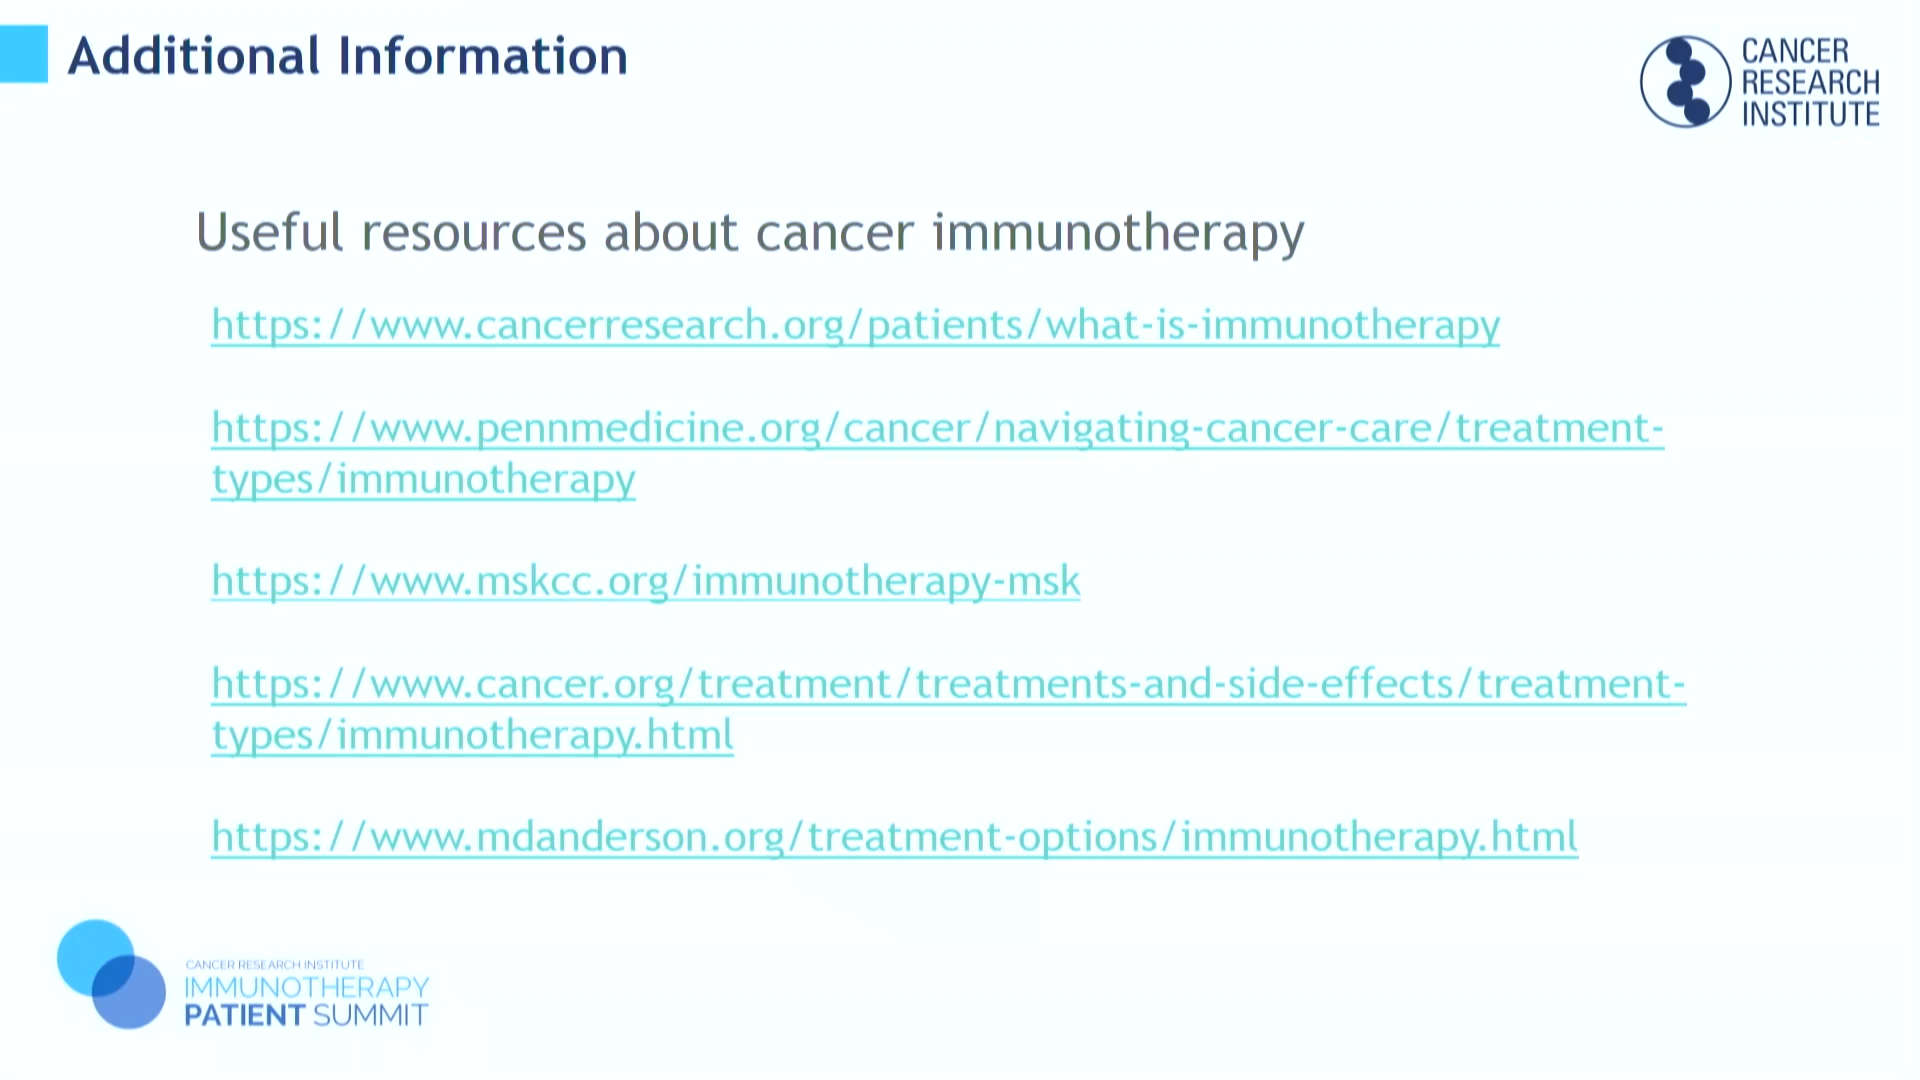 Additional Information
CANCER
RESEARCH
INSTITUTE
Useful resources about cancer immunotherapy
https://www.cancerresearch.org/patients/what-is-immunotherapy
https://www.pennmedicine.org/cancer/navigating-cancer-care/treatment-
types/immunotherapy
https://www.mskcc.org/immunotherapy-msk
https://www.cancer.org/treatment/treatments-and-side-effects/treatment-
types/immunotherapy.html
https://www.mdanderson.org/treatment-options/immunotherapy.html
CANCER RESEARCH INSTITUTE
IMMUNOTHERAPY
PATIENT SUMMIT